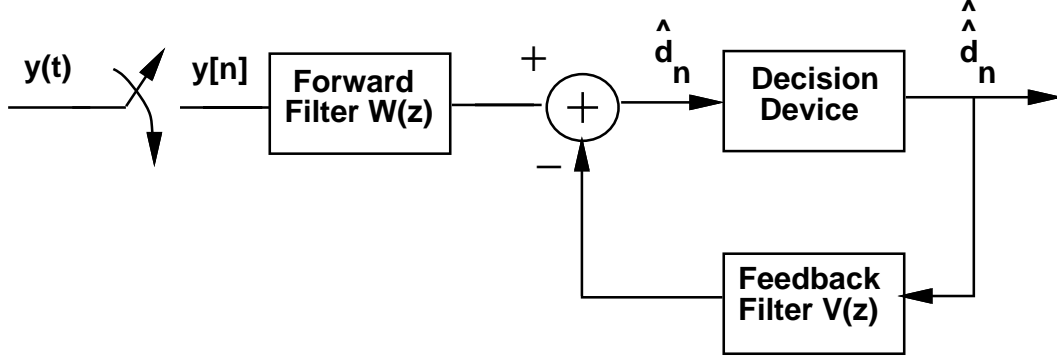 y(t)
y[n]
Forward
Filter W(z)
+
+
−
d̂n
Decision
Device
d̂̂n
Feedback
Filter V(z)